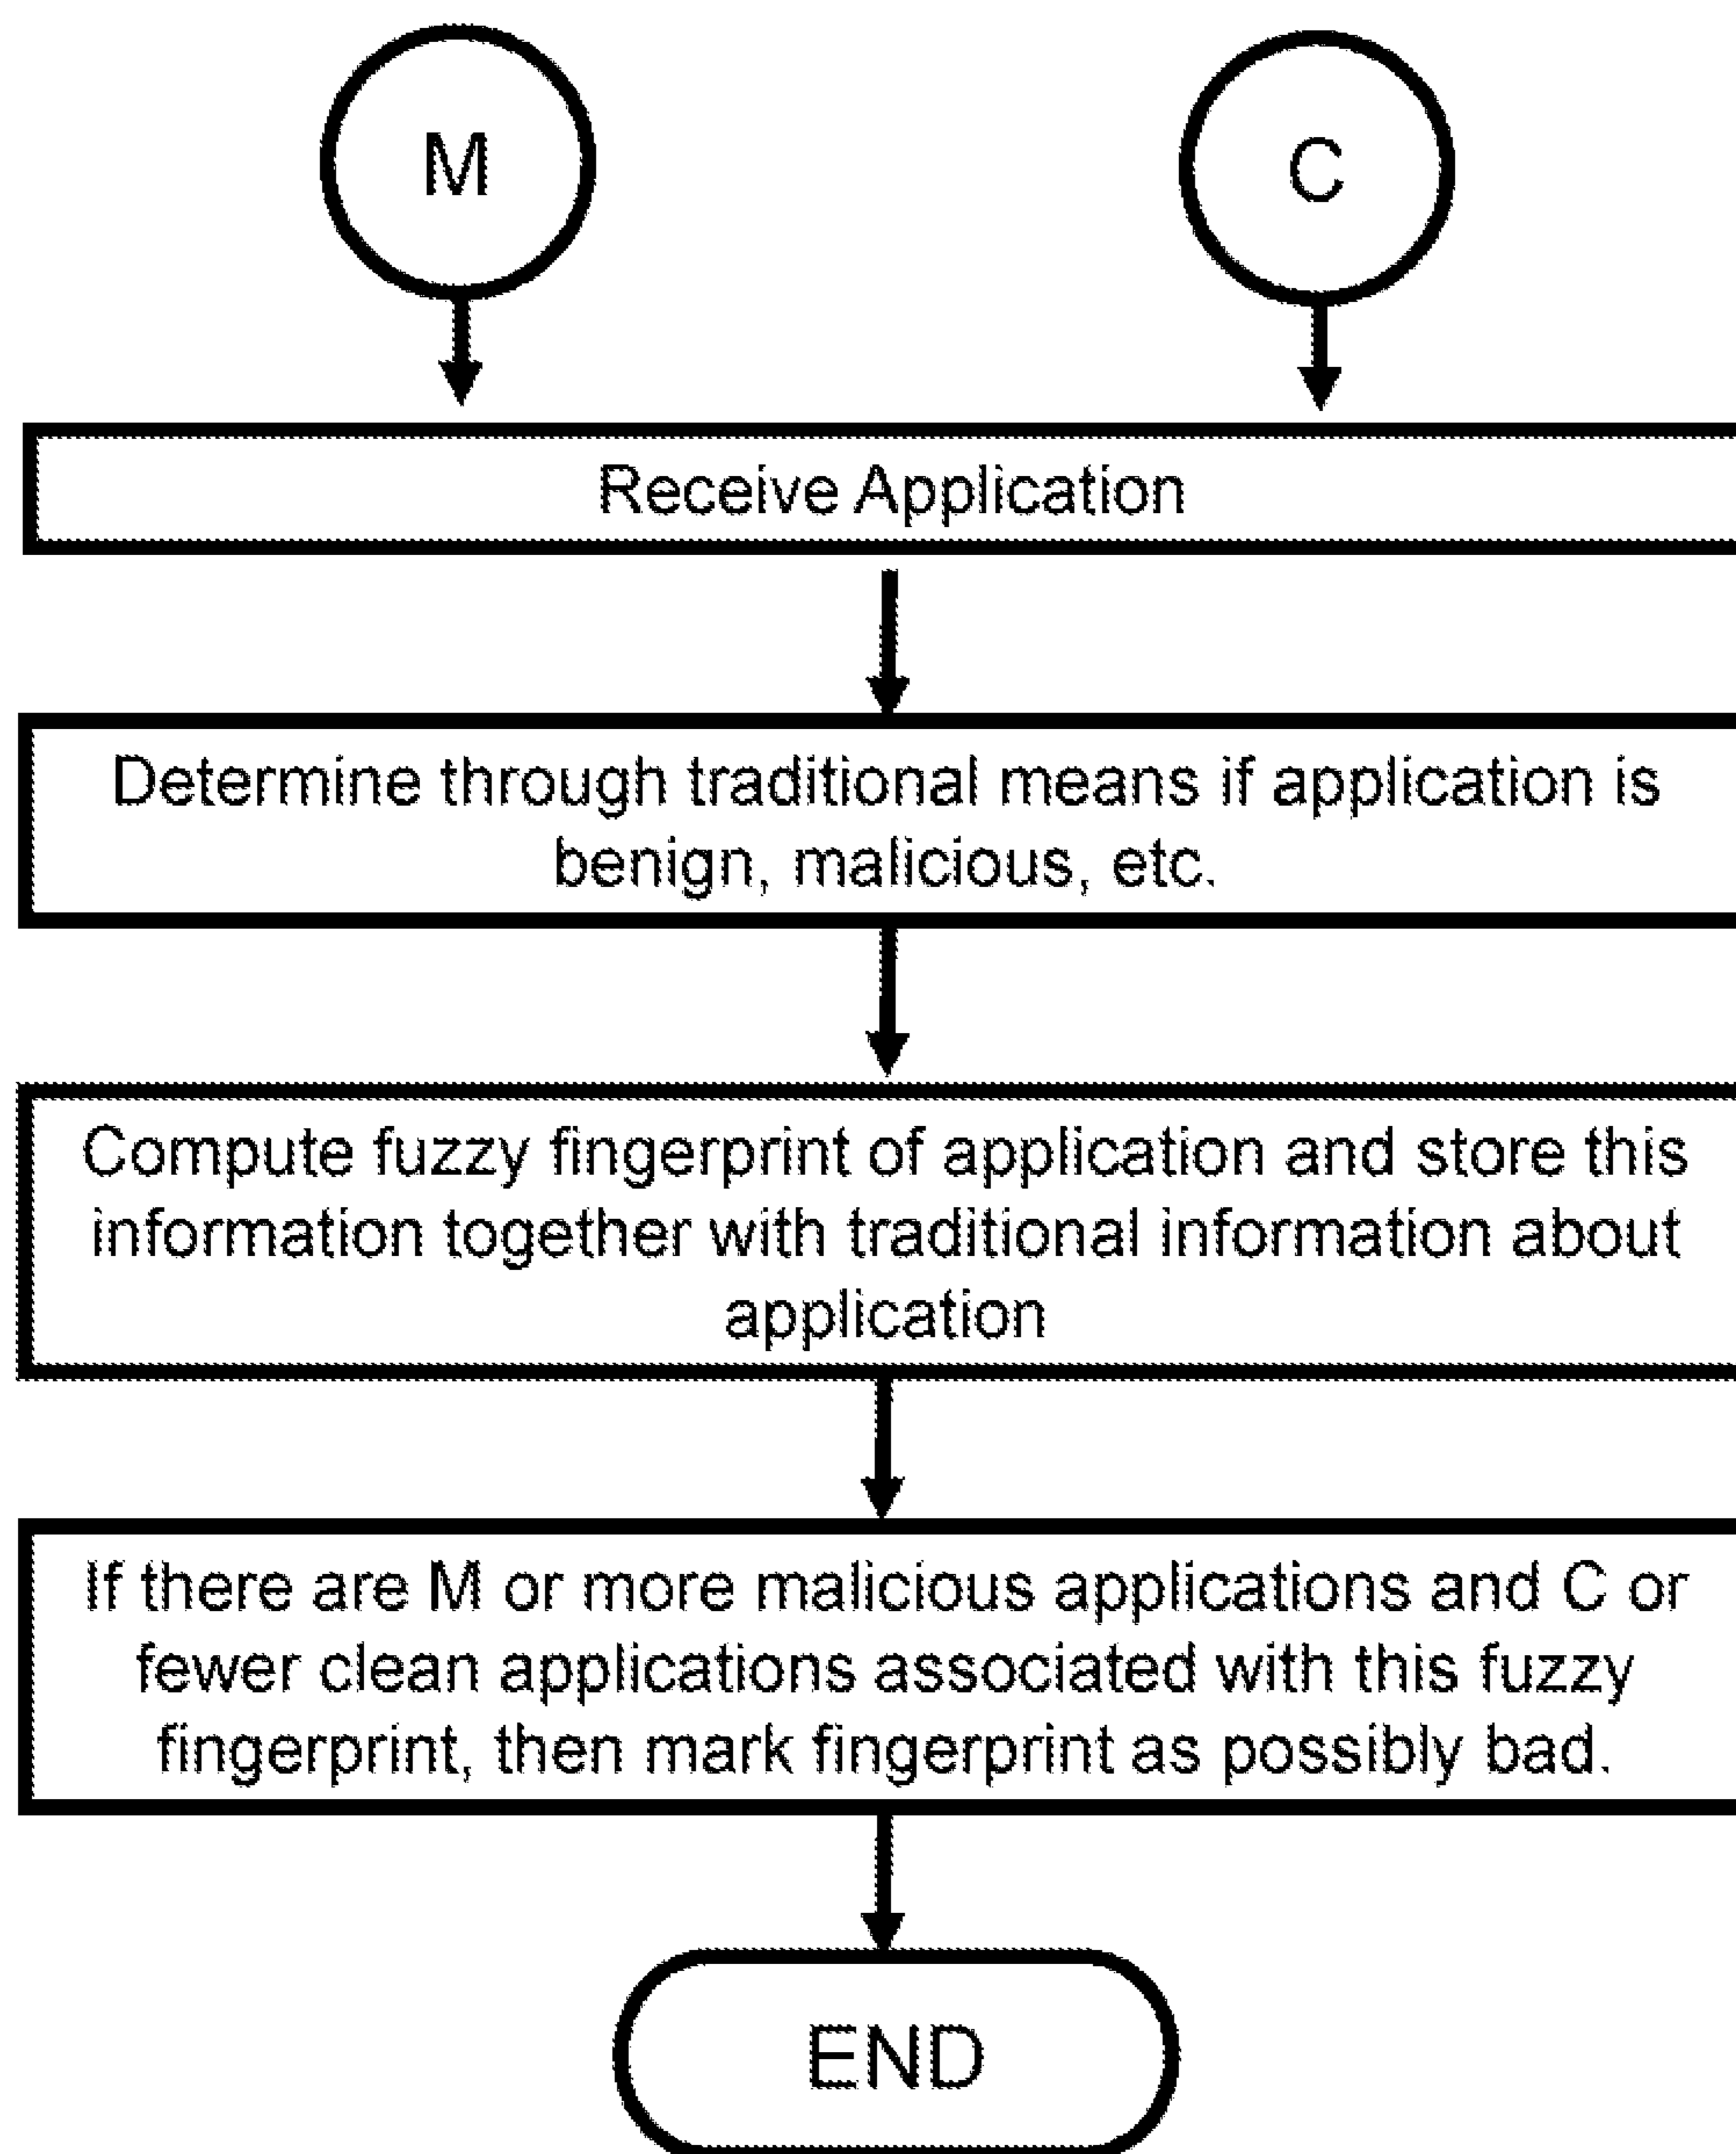 M
C
Receive Application
Determine through traditional means if application is
benign, malicious, etc.
Compute fuzzy fingerprint of application and store this
information together with traditional information about
application
If there are M or more malicious applications and C or
fewer clean applications associated with this fuzzy
fingerprint, then mark fingerprint as possibly bad.
END